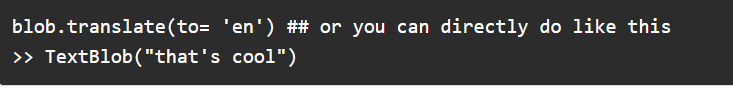 blob.translate(to= 'en') ## or you can directly do like this
>> TextBlob("that's cool")